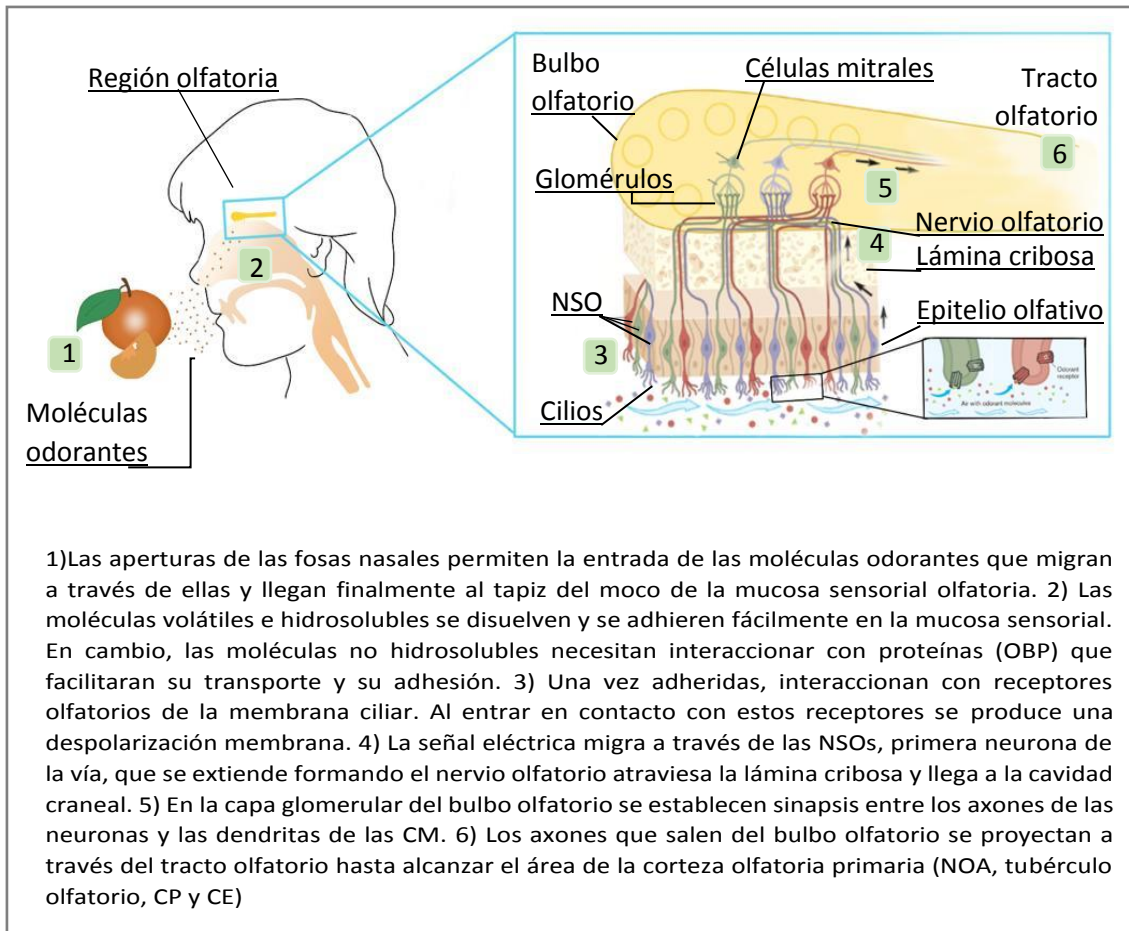 Región olfatoria
Moléculas
odorantes
1
2
Bulbo
olfatorio
Células mitrales
Tracto
olfatorio
6
Glomérulos
5
Nervio olfatorio
4
Lámina cribosa
NSO
Epitelio olfativo
3
Cilios
Odorant
receptor
Air with odorant molecules
1)Las aperturas de las fosas nasales permiten la entrada de las moléculas odorantes que migran
a través de ellas y llegan finalmente al tapiz del moco de la mucosa sensorial olfatoria. 2) Las
moléculas volátiles e hidrosolubles se disuelven y se adhieren fácilmente en la mucosa sensorial.
En cambio, las moléculas no hidrosolubles necesitan interaccionar con proteínas (OBP) que
facilitaran su transporte y su adhesión. 3) Una vez adheridas, interaccionan con receptores
olfatorios de la membrana ciliar. Al entrar en contacto con estos receptores se produce una
despolarización membrana. 4) La señal eléctrica migra a través de las NSOs, primera neurona de
la vía, que se extiende formando el nervio olfatorio atraviesa la lámina cribosa y llega a la cavidad
craneal. 5) En la capa glomerular del bulbo olfatorio se establecen sinapsis entre los axones de las
neuronas y las dendritas de las CM. 6) Los axones que salen del bulbo olfatorio se proyectan a
través del tracto olfatorio hasta alcanzar el área de la corteza olfatoria primaria (NOA, tubérculo
olfatorio, CP y CE)